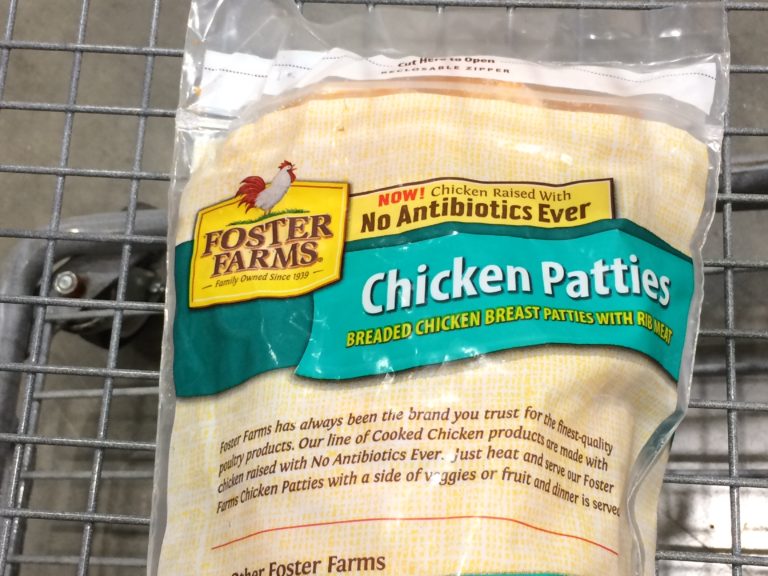 Cut Here to Open
RECLOSABLE ZIPPER
NOW! Chicken Raised With
No Antibiotics Ever
FOSTER
FARMS®
Family Owned Since 1939
Chicken Patties
BREADED CHICKEN BREAST PATTIES WITH RIB MEAT
Foster Farms has always been the brand you trust for the finest-quality
poultry products. Our line of Cooked Chicken products are made with
chicken raised with No Antibiotics Ever. Just heat and serve our Foster
Farms Chicken Patties with a side of veggies or fruit and dinner is served
Other Foster Farms